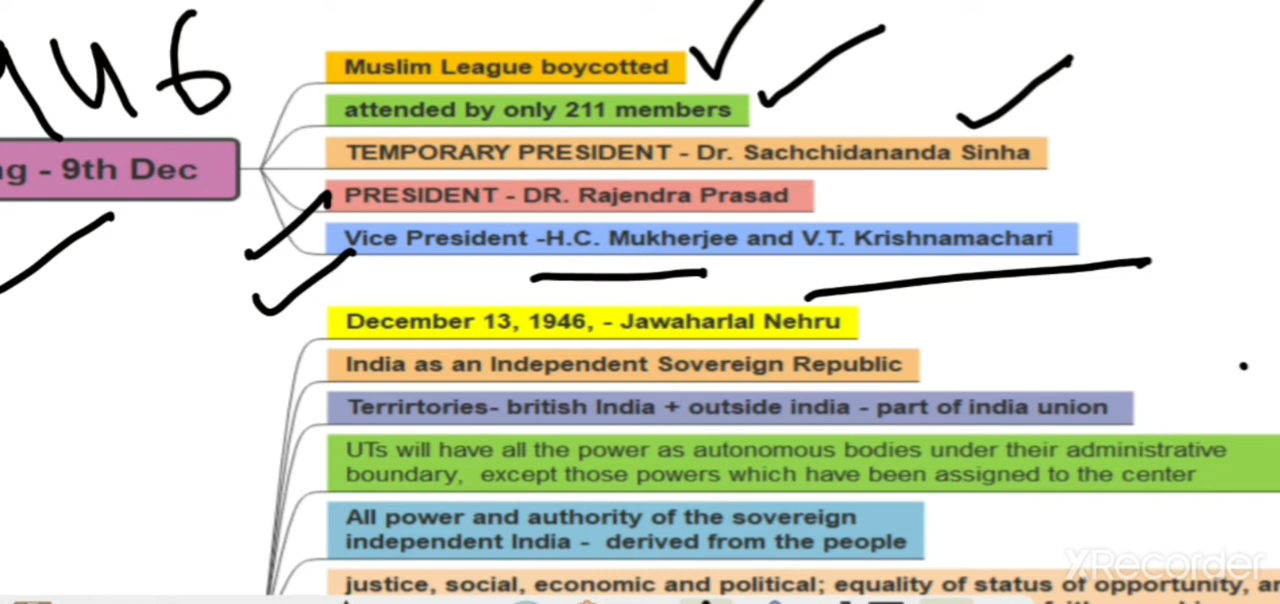 946
Muslim League boycotted
attended by only 211 members
TEMPORARY PRESIDENT - Dr. Sachchidananda Sinha
ng - 9th Dec
PRESIDENT - DR. Rajendra Prasad
Vice President -H.C. Mukherjee and V.T. Krishnamachari
December 13, 1946, - Jawaharlal Nehru
India as an Independent Sovereign Republic
Terrirtories- british India + outside india - part of india union
UTs will have all the power as autonomous bodies under their administrative
boundary, except those powers which have been assigned to the center
All power and authority of the sovereign
independent India - derived from the people
justice, social, economic and political; equality of status of opportunity, an
XRecorder